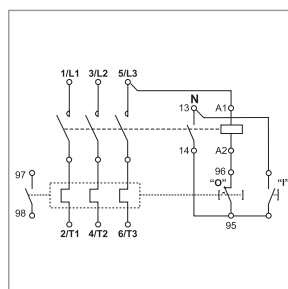 1/L1 3/L2 5/L3
N
13 A1
14 A2
97 96
"O" "I"
98 95
2/T1 4/T2 6/T3